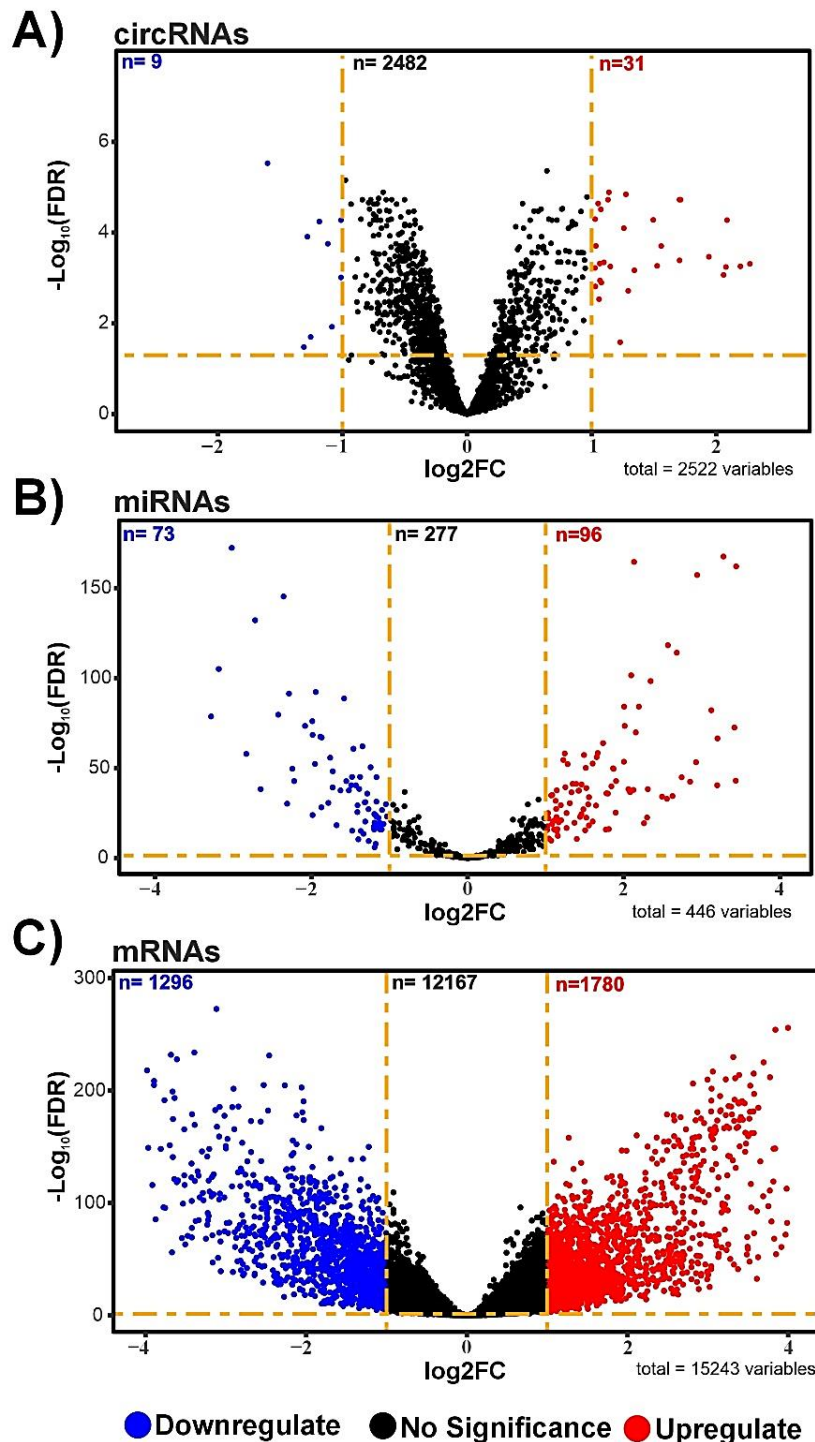 A)
circRNAs
n= 9
n= 2482
n=31
6
4
2
0
-Log₁₀(FDR)
−2
−1
0
1
2
log2FC
total = 2522 variables
B)
miRNAs
n= 73
n= 277
n=96
150
100
50
0
-Log₁₀(FDR)
−4
−2
0
2
4
log2FC
total = 446 variables
C)
mRNAs
n= 1296
n= 12167
n=1780
300
200
100
0
-Log₁₀(FDR)
−4
−2
0
2
4
log2FC
total = 15243 variables
Downregulate No Significance Upregulate